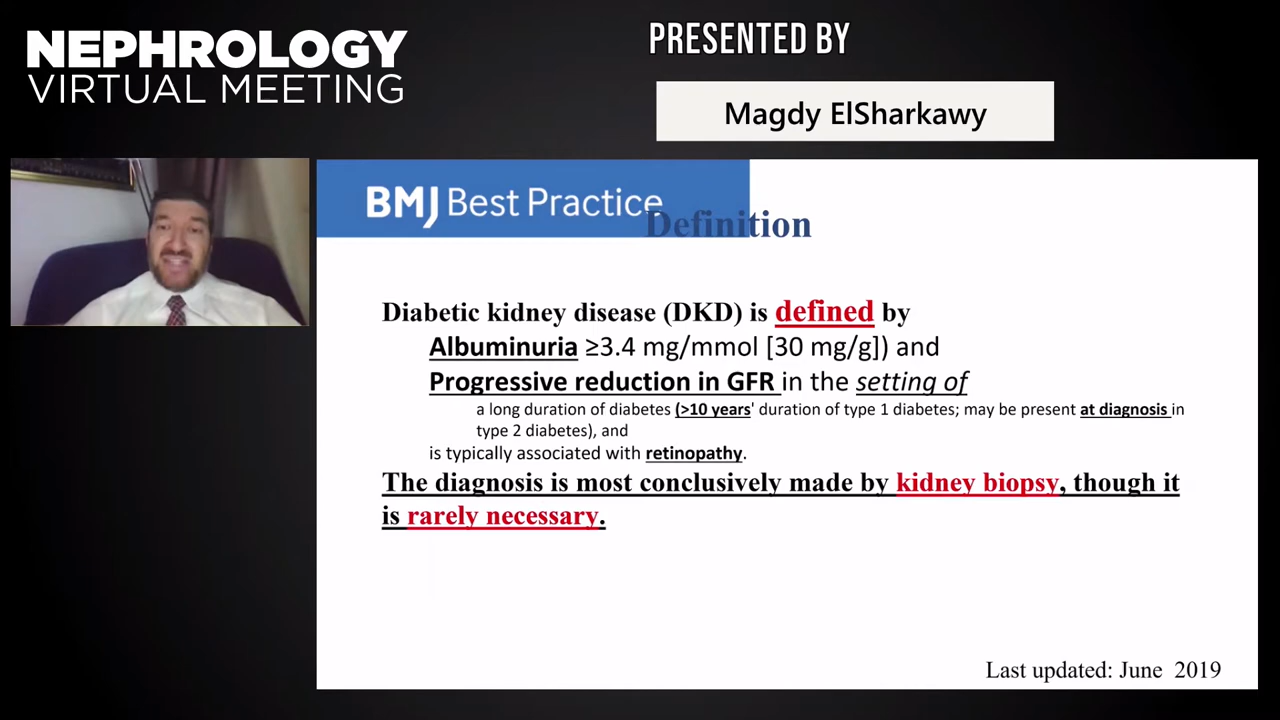 NEPHROLOGY
VIRTUAL MEETING
PRESENTED BY
Magdy ElSharkawy
BMJ Best Practice
Definition
Diabetic kidney disease (DKD) is defined by
Albuminuria ≥3.4 mg/mmol [30 mg/g]) and
Progressive reduction in GFR in the setting of
a long duration of diabetes (>10 years' duration of type 1 diabetes; may be present at diagnosis in
type 2 diabetes), and
is typically associated with retinopathy.
The diagnosis is most conclusively made by kidney biopsy, though it
is rarely necessary.
Last updated: June 2019